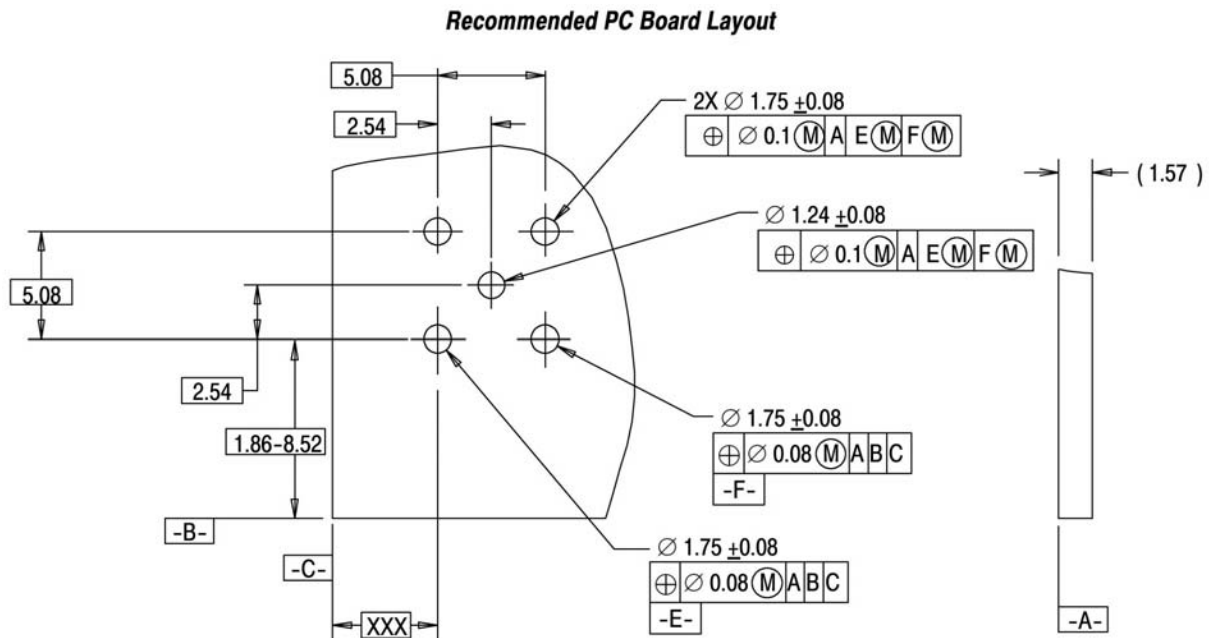 Recommended PC Board Layout
5.08
2X ∅ 1.75 ±0.08
2.54
⌖ ∅ 0.1 Ⓜ A E Ⓜ F Ⓜ
( 1.57 )
∅ 1.24 ±0.08
⌖ ∅ 0.1 Ⓜ A E Ⓜ F Ⓜ
5.08
2.54
∅ 1.75 ±0.08
1.86-8.52
⌖ ∅ 0.08 Ⓜ A B C
-F-
-B-
∅ 1.75 ±0.08
-C-
⌖ ∅ 0.08 Ⓜ A B C
-E-
XXX
-A-